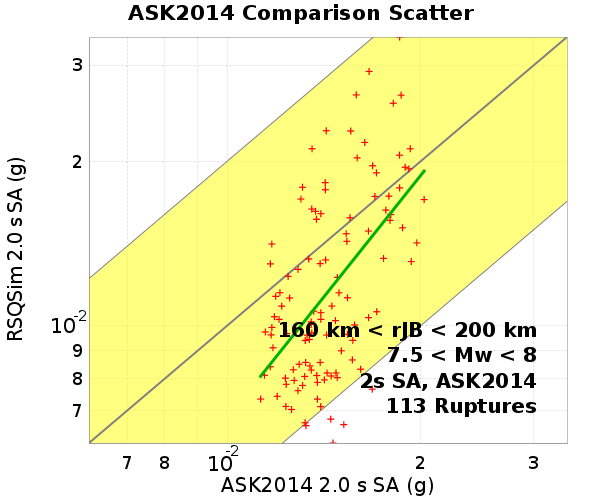 ASK2014 Comparison Scatter
RSQSim 2.0 s SA (g)
3
2
10-2
9
8
7
160 km < rJB < 200 km
7.5 < Mw < 8
2s SA, ASK2014
113 Ruptures
7 8 10-2 2 3
ASK2014 2.0 s SA (g)